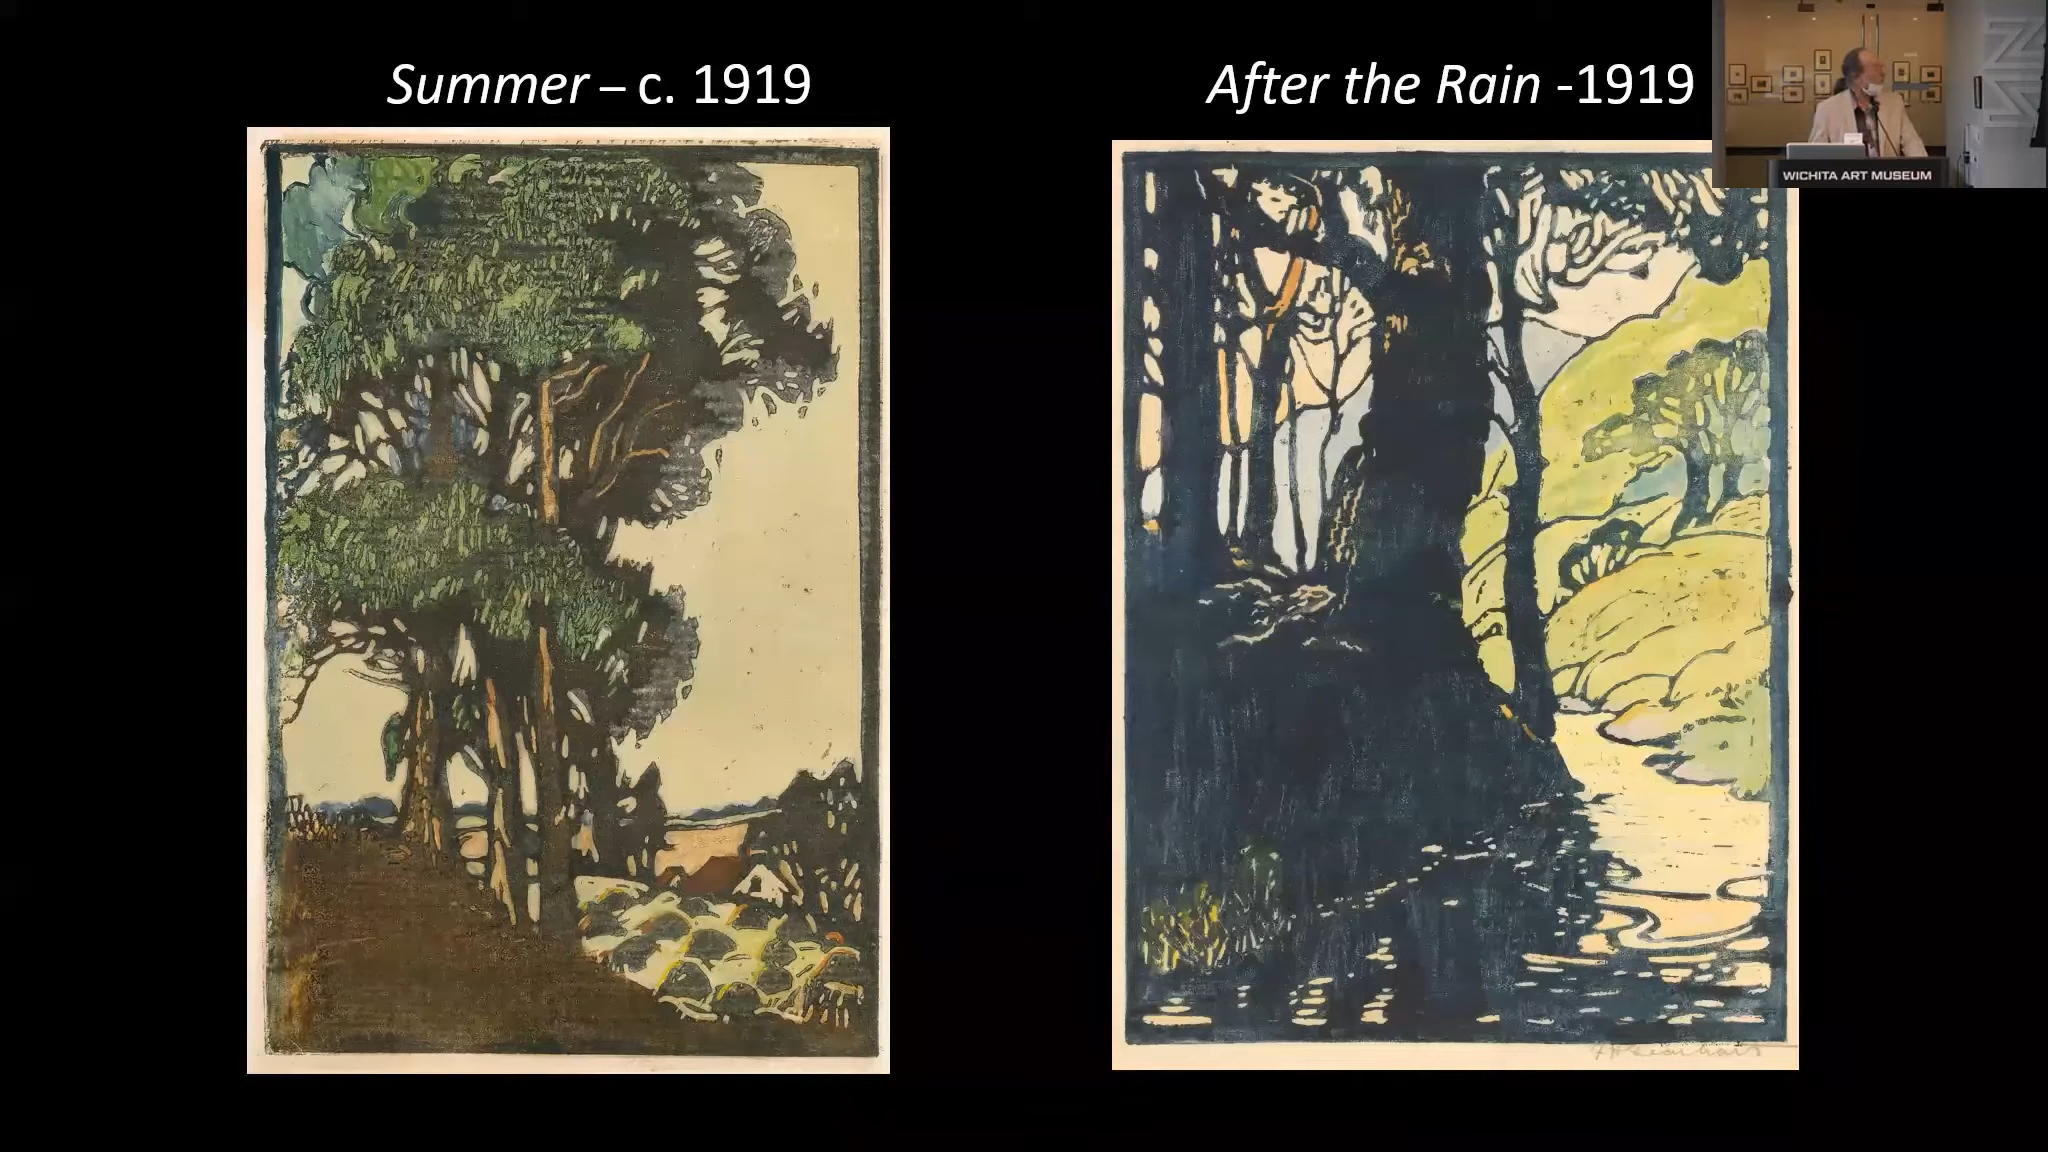 Summer – c. 1919
After the Rain -1919
WICHITA ART MUSEUM